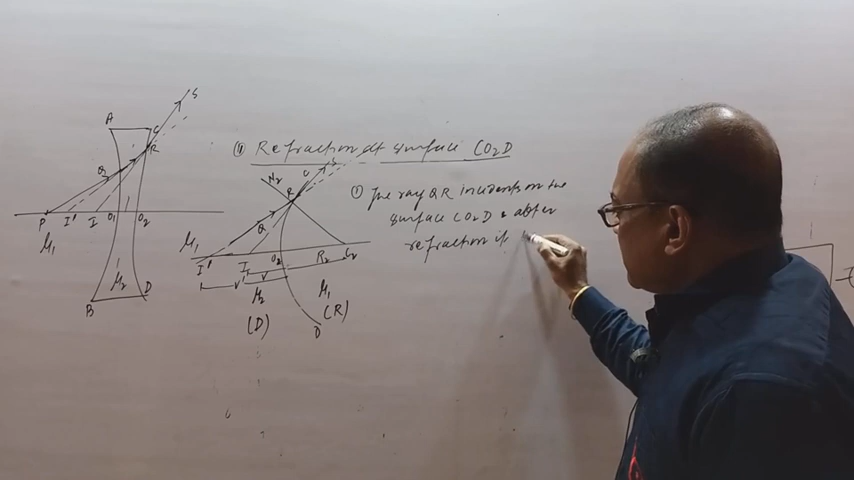 A
C
S
R
Q
P
I'
I
O1
O2
μ1
μ2
B
D
(ii) Refraction at surface CO2D
N2
C
S
R
Q
μ1
I'
I
O2
R2
C2
v'
v
μ2
μ1
(D)
(R)
D
(1) The ray QR incidents on the
surface CO2D & after
refraction it